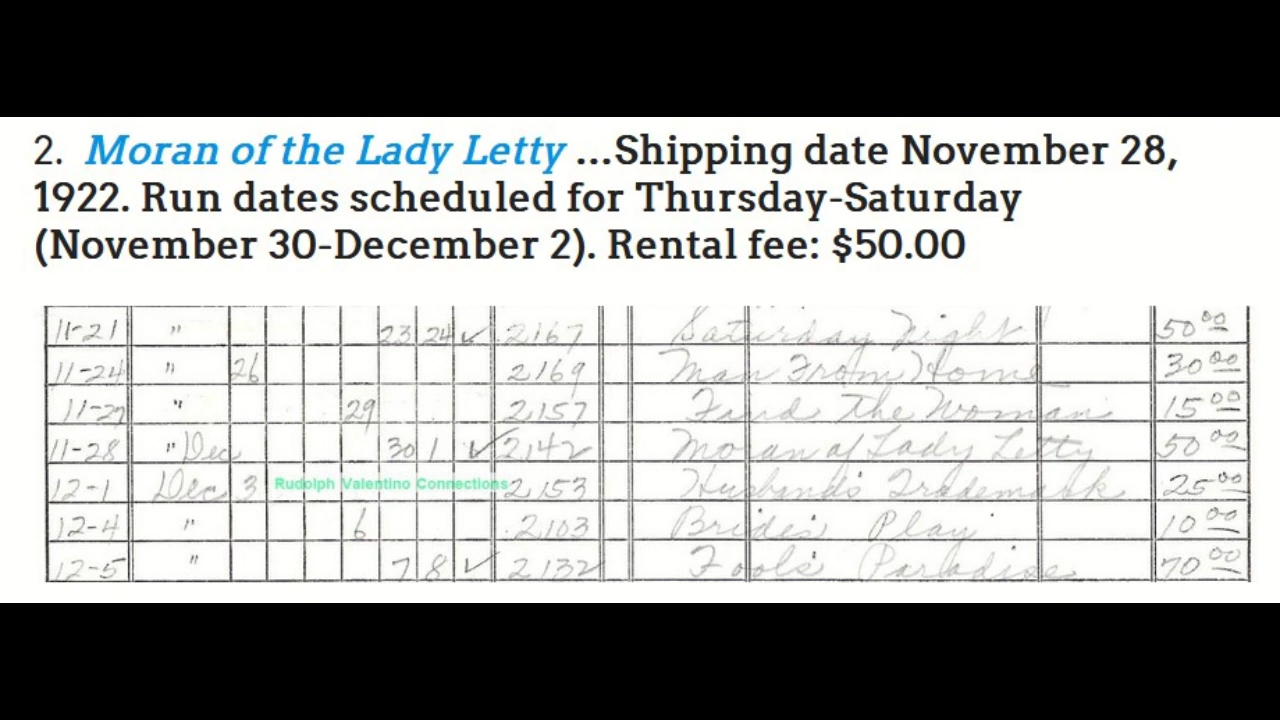 2. Moran of the Lady Letty ...Shipping date November 28,
1922. Run dates scheduled for Thursday-Saturday
(November 30-December 2). Rental fee: $50.00
11-21 " 23 24 ✓ 2167 Saturday Night 50 00
11-24 " 26 2169 Man From Home 30 00
11-27 " 29 2157 Find the Woman 15 00
11-28 " Dec 30 1 ✓ 2142 Moran of Lady Letty 50 00
12-1 Dec 3 Rudolph Valentino Connections 2153 Husband's Trademark 25 00
12-4 " 6 2103 Bride's Play 10 00
12-5 " 7 8 ✓ 2132 Fool's Paradise 70 00